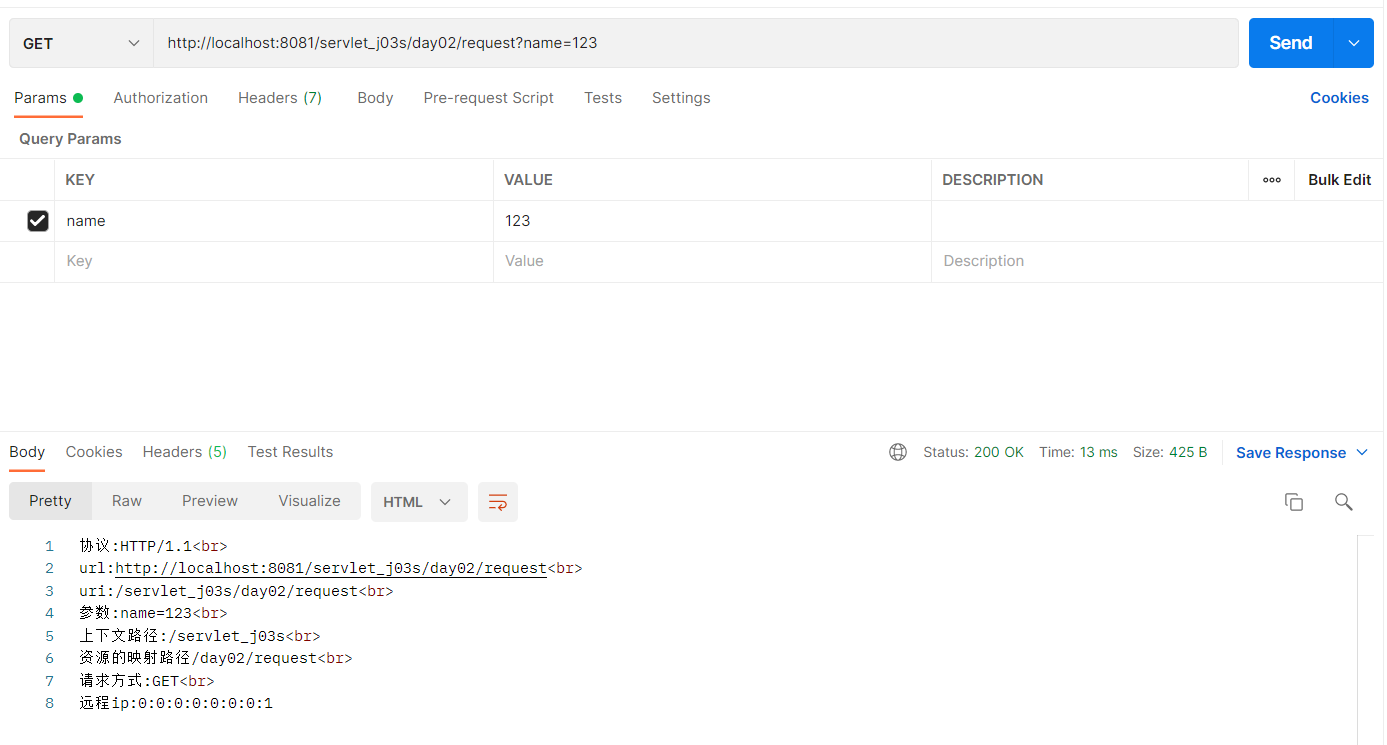 GET http://localhost:8081/servlet_j03s/day02/request?name=123 Send
Params Authorization Headers (7) Body Pre-request Script Tests Settings Cookies
Query Params
KEY VALUE DESCRIPTION Bulk Edit
name 123
Key Value Description
Body Cookies Headers (5) Test Results Status: 200 OK Time: 13 ms Size: 425 B Save Response
Pretty Raw Preview Visualize HTML
1 协议:HTTP/1.1<br>
2 url:http://localhost:8081/servlet_j03s/day02/request<br>
3 uri:/servlet_j03s/day02/request<br>
4 参数:name=123<br>
5 上下文路径:/servlet_j03s<br>
6 资源的映射路径/day02/request<br>
7 请求方式:GET<br>
8 远程ip:0:0:0:0:0:0:0:1